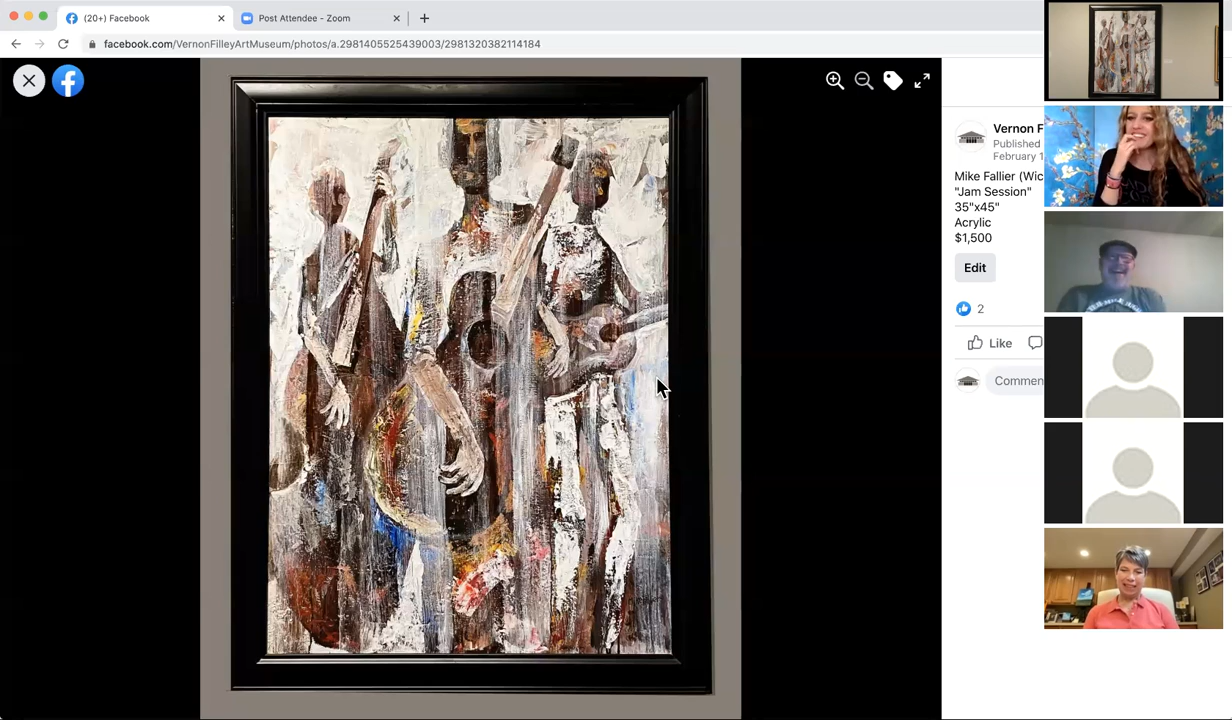 (20+) Facebook
Post Attendee - Zoom
facebook.com/VernonFilleyArtMuseum/photos/a.2981405525439003/2981320382114184
Vernon F
Published
February 1
Mike Fallier (Wic
"Jam Session"
35"x45"
Acrylic
$1,500
Edit
2
Like
Commen